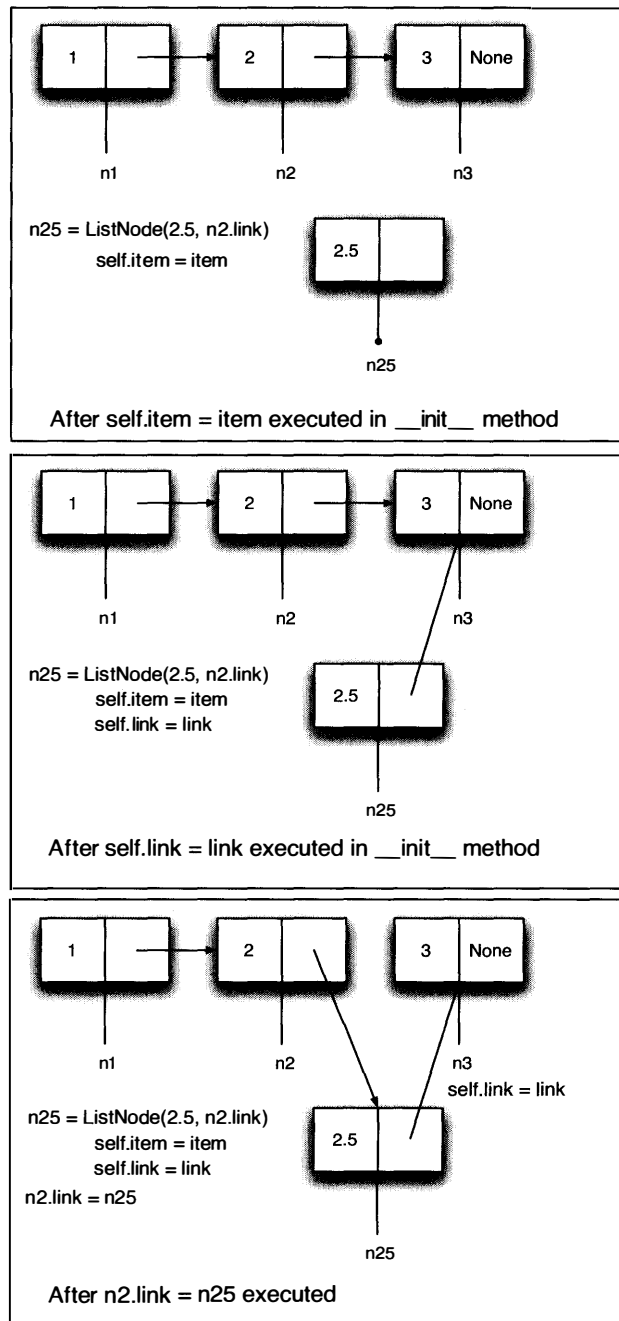 1 2 3 None
n1 n2 n3
n25 = ListNode(2.5, n2.link)
self.item = item
2.5
n25
After self.item = item executed in __init__ method
1 2 3 None
n1 n2 n3
n25 = ListNode(2.5, n2.link)
self.item = item
self.link = link
2.5
n25
After self.link = link executed in __init__ method
1 2 3 None
n1 n2 n3
self.link = link
n25 = ListNode(2.5, n2.link)
self.item = item
self.link = link
2.5
n2.link = n25
n25
After n2.link = n25 executed